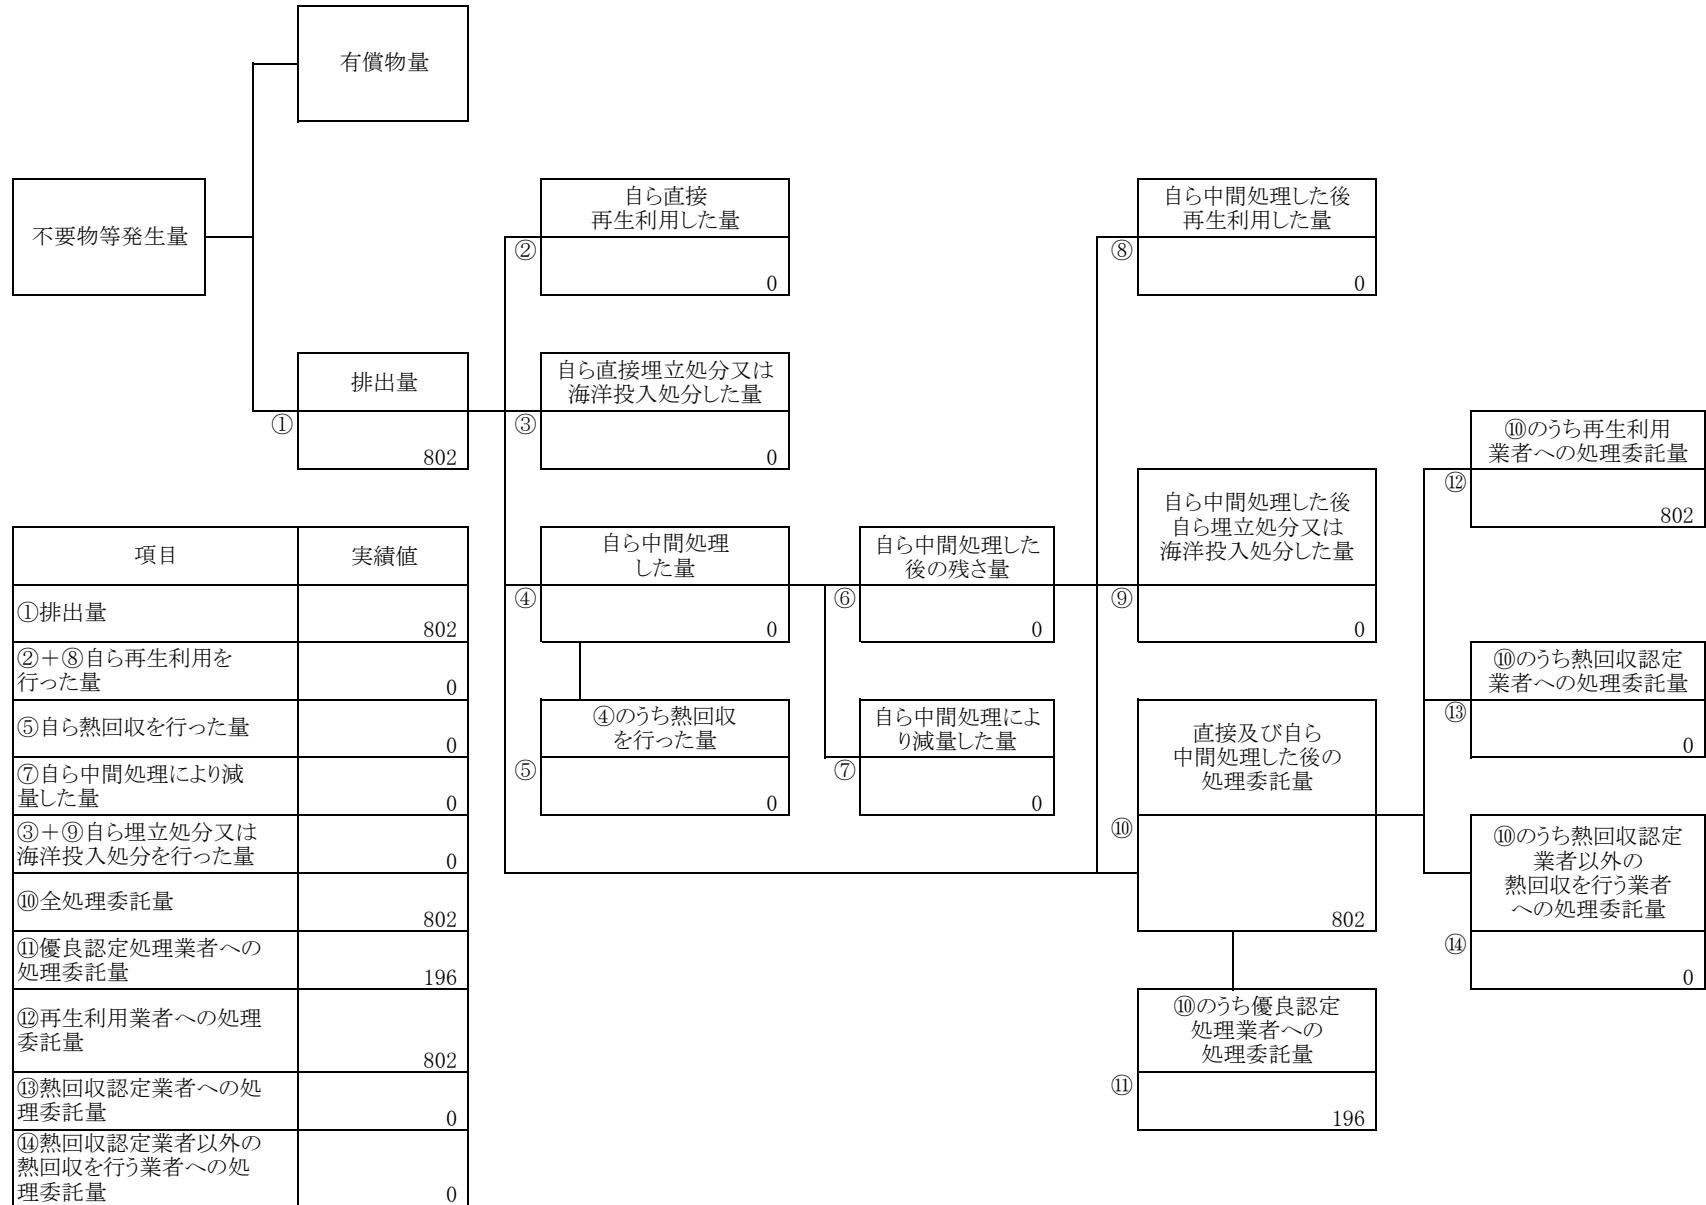 有償物量
不要物等発生量
自ら直接
再生利用した量
②
0
自ら中間処理した後
再生利用した量
⑧
0
排出量
①
802
自ら直接埋立処分又は
海洋投入処分した量
③
0
⑩のうち再生利用
業者への処理委託量
⑫
802
自ら中間処理
した量
④
0
自ら中間処理した
後の残さ量
⑥
0
自ら中間処理した後
自ら埋立処分又は
海洋投入処分した量
⑨
0
⑩のうち熱回収認定
業者への処理委託量
⑬
0
④のうち熱回収
を行った量
⑤
0
自ら中間処理によ
り減量した量
⑦
0
直接及び自ら
中間処理した後の
処理委託量
⑩
802
⑩のうち熱回収認定
業者以外の
熱回収を行う業者
への処理委託量
⑭
0
⑩のうち優良認定
処理業者への
処理委託量
⑪
196
項目 実績値
①排出量
802
②+⑧自ら再生利用を
行った量
0
⑤自ら熱回収を行った量
0
⑦自ら中間処理により減
量した量
0
③+⑨自ら埋立処分又は
海洋投入処分を行った量
0
⑩全処理委託量
802
⑪優良認定処理業者への
処理委託量
196
⑫再生利用業者への処理
委託量
802
⑬熱回収認定業者への処
理委託量
0
⑭熱回収認定業者以外の
熱回収を行う業者への処
理委託量
0